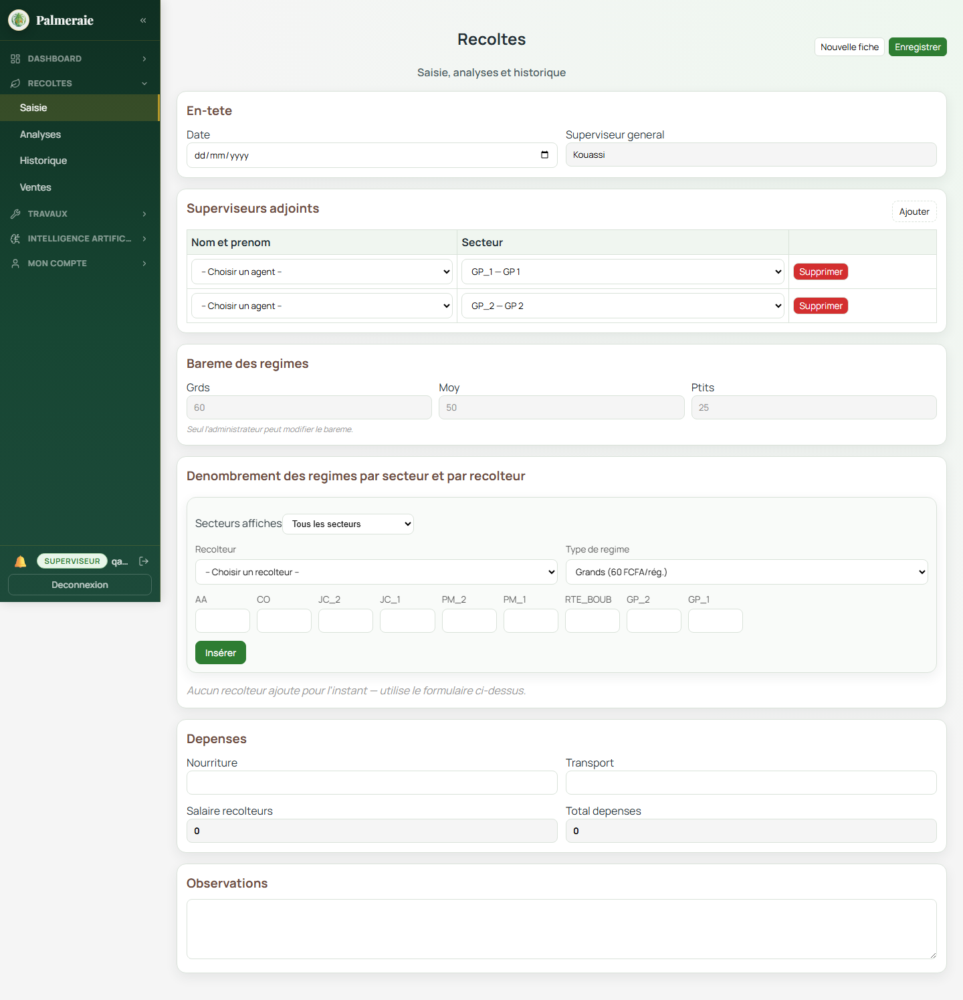 Palmeraie «
DASHBOARD
RECOLTES
Saisie
Analyses
Historique
Ventes
TRAVAUX
INTELLIGENCE ARTIFIC...
MON COMPTE
SUPERVISEUR qa...
Deconnexion
Recoltes
Saisie, analyses et historique
Nouvelle fiche Enregistrer
En-tete
Date Superviseur general
dd/mm/yyyy Kouassi
Superviseurs adjoints Ajouter
Nom et prenom Secteur
– Choisir un agent – GP_1 — GP 1 Supprimer
– Choisir un agent – GP_2 — GP 2 Supprimer
Bareme des regimes
Grds Moy Ptits
60 50 25
Seul l'administrateur peut modifier le bareme.
Denombrement des regimes par secteur et par recolteur
Secteurs affiches Tous les secteurs
Recolteur Type de regime
– Choisir un recolteur – Grands (60 FCFA/rég.)
AA CO JC_2 JC_1 PM_2 PM_1 RTE_BOUB GP_2 GP_1
Insérer
Aucun recolteur ajoute pour l'instant — utilise le formulaire ci-dessus.
Depenses
Nourriture Transport
Salaire recolteurs Total depenses
0 0
Observations